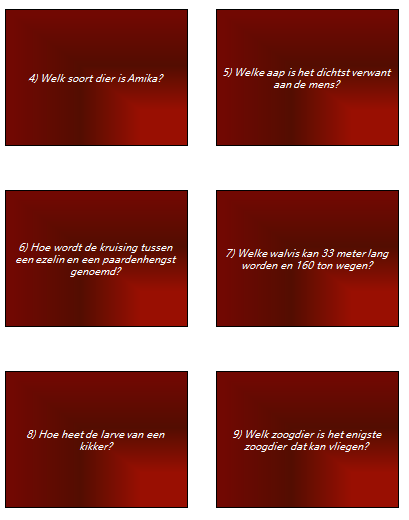 4) Welk soort dier is Amika?
5) Welke aap is het dichtst verwant
aan de mens?
6) Hoe wordt de kruising tussen
een ezelin en een paardenhengst
genoemd?
7) Welke walvis kan 33 meter lang
worden en 160 ton wegen?
8) Hoe heet de larve van een
kikker?
9) Welk zoogdier is het enigste
zoogdier dat kan vliegen?